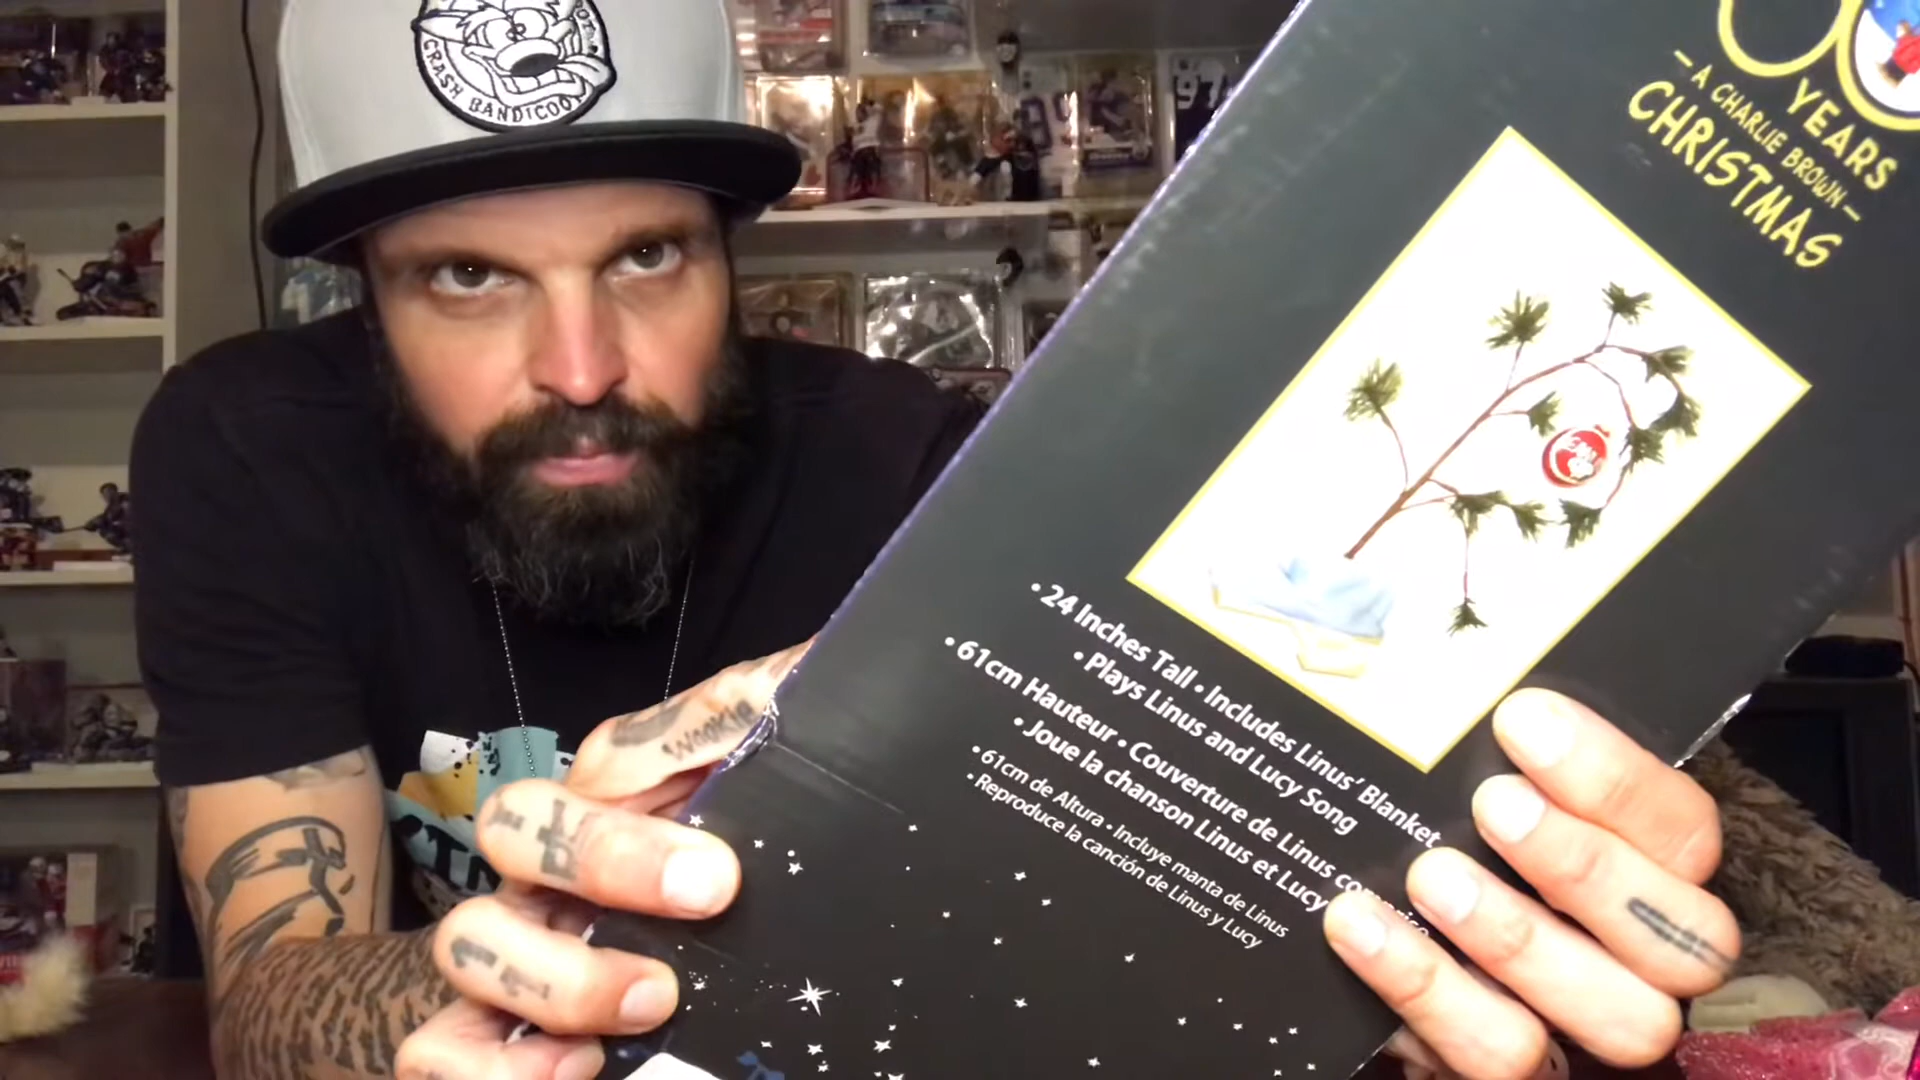 CRASH BANDICOOT
YEARS
– A CHARLIE BROWN –
CHRISTMAS
• 24 Inches Tall • Includes Linus' Blanket
• Plays Linus and Lucy Song
• 61cm Hauteur • Couverture de Linus
• Joue la chanson Linus et Lucy
• 61cm de Altura • Incluye manta de Linus
• Reproduce la canción de Linus y Lucy
wookie